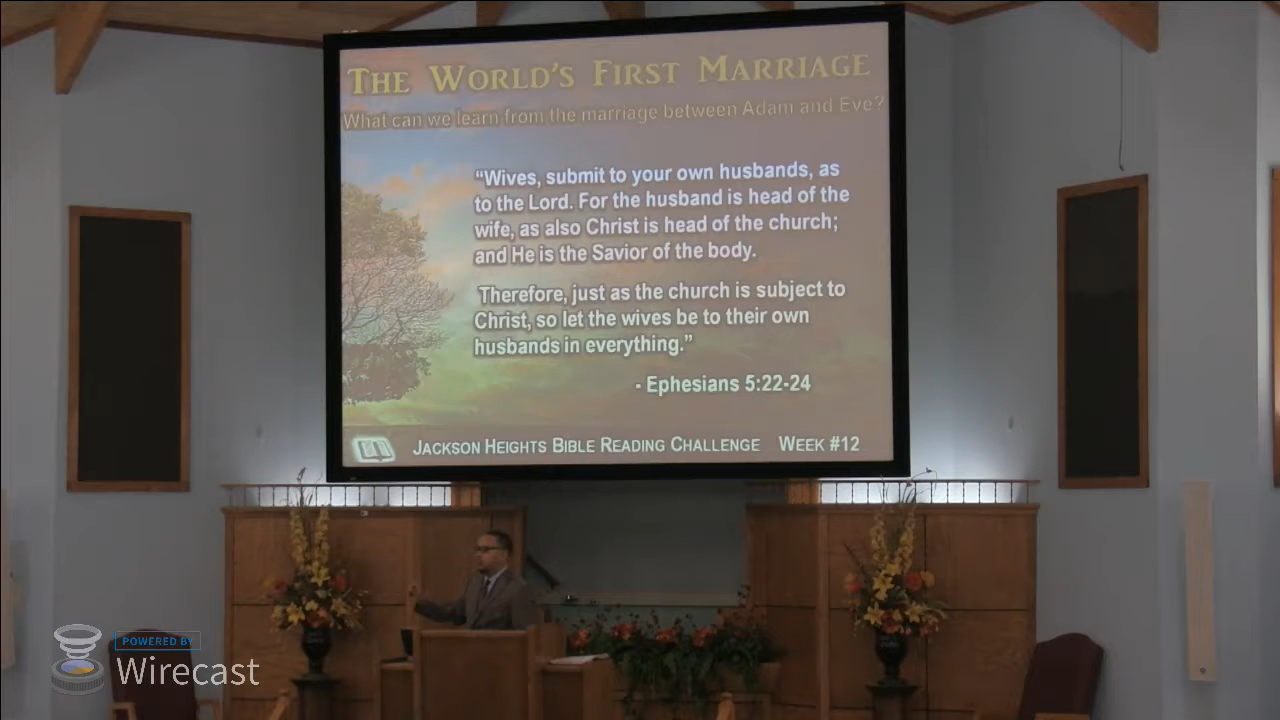 THE WORLD'S FIRST MARRIAGE
What can we learn from the marriage between Adam and Eve?
“Wives, submit to your own husbands, as
to the Lord. For the husband is head of the
wife, as also Christ is head of the church;
and He is the Savior of the body.
Therefore, just as the church is subject to
Christ, so let the wives be to their own
husbands in everything.”
- Ephesians 5:22-24
JACKSON HEIGHTS BIBLE READING CHALLENGE WEEK #12
POWERED BY
Wirecast